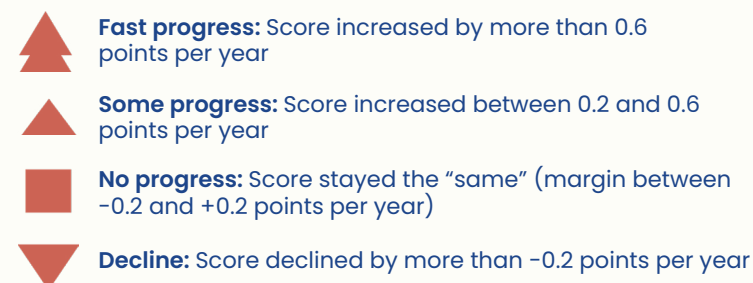 Fast progress: Score increased by more than 0.6
points per year
Some progress: Score increased between 0.2 and 0.6
points per year
No progress: Score stayed the “same” (margin between
-0.2 and +0.2 points per year)
Decline: Score declined by more than -0.2 points per year